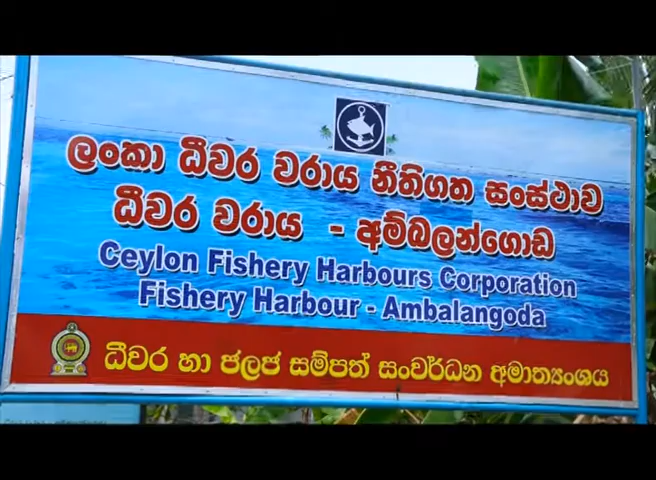 ලංකා ධීවර වරාය නීතිගත සංස්ථාව
ධීවර වරාය - අම්බලන්ගොඩ
Ceylon Fishery Harbours Corporation
Fishery Harbour - Ambalangoda
ධීවර හා ජලජ සම්පත් සංවර්ධන අමාත්‍යංශය